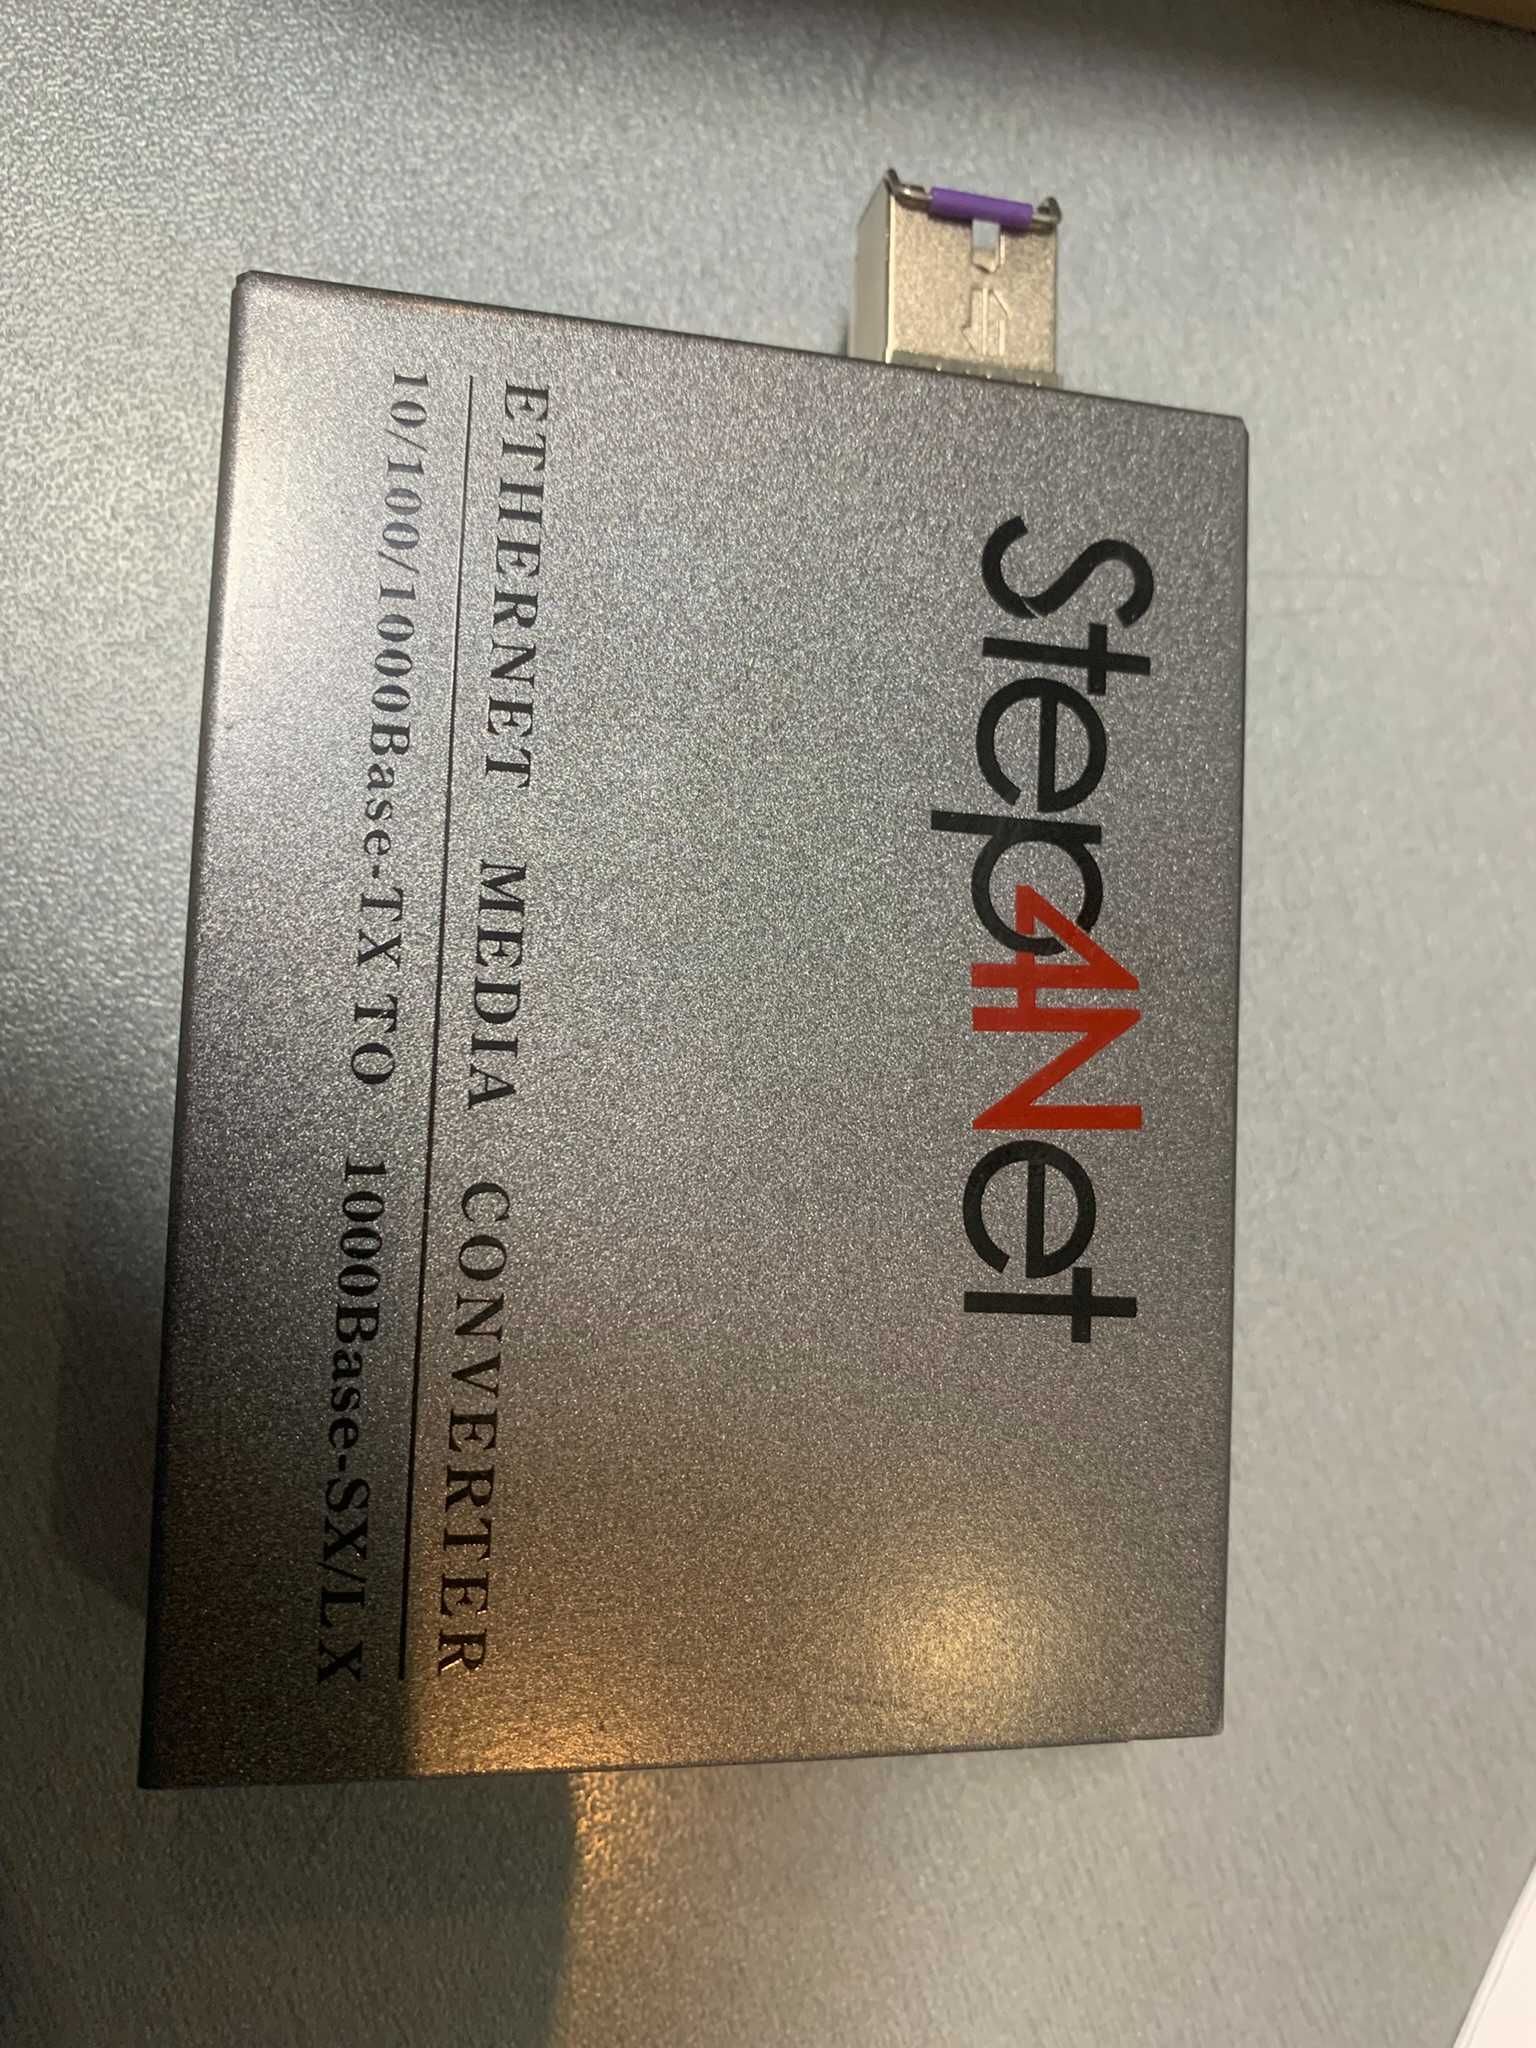 Step4Net
ETHERNET MEDIA CONVERTER
10/100/1000Base-TX TO 1000Base-SX/LX